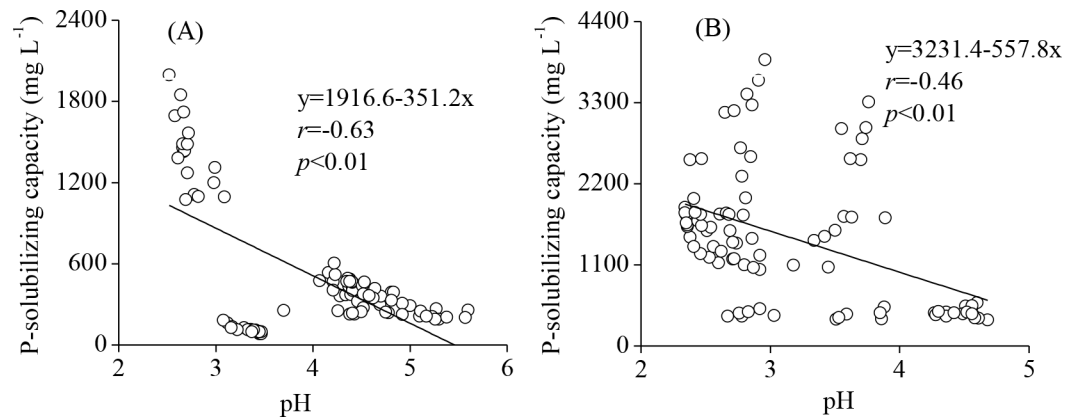 (A)
P-solubilizing capacity (mg L⁻¹)
2400
1800
1200
600
0
y=1916.6-351.2x
r=-0.63
p<0.01
2 3 4 5 6
pH
(B)
P-solubilizing capacity (mg L⁻¹)
4400
3300
2200
1100
0
y=3231.4-557.8x
r=-0.46
p<0.01
2 3 4 5
pH